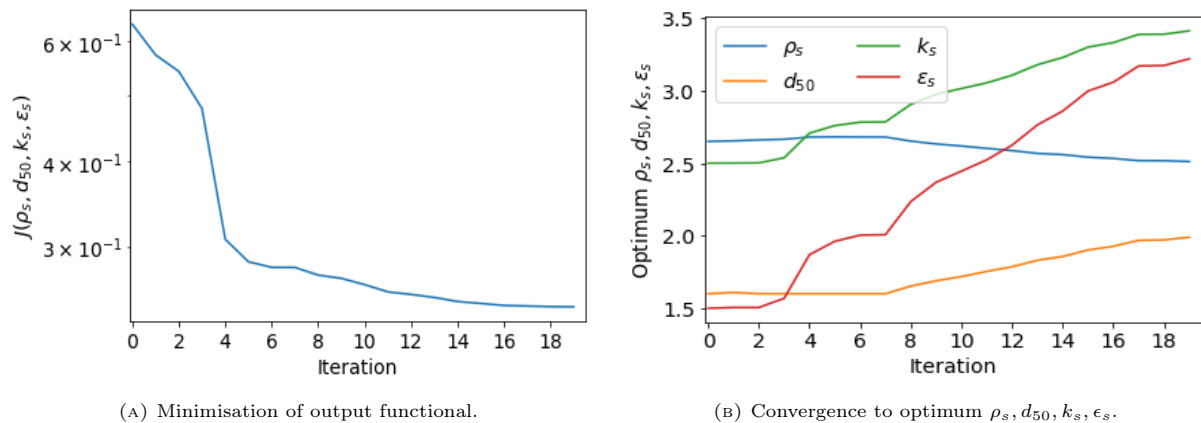 6 × 10⁻¹
4 × 10⁻¹
3 × 10⁻¹
J(ρₛ, d₅₀, kₛ, εₛ)
0 2 4 6 8 10 12 14 16 18
Iteration
(A) Minimisation of output functional.
3.5
3.0
2.5
2.0
1.5
Optimum ρₛ, d₅₀, kₛ, εₛ
ρₛ kₛ
d₅₀ εₛ
0 2 4 6 8 10 12 14 16 18
Iteration
(B) Convergence to optimum ρₛ, d₅₀, kₛ, ϵₛ.